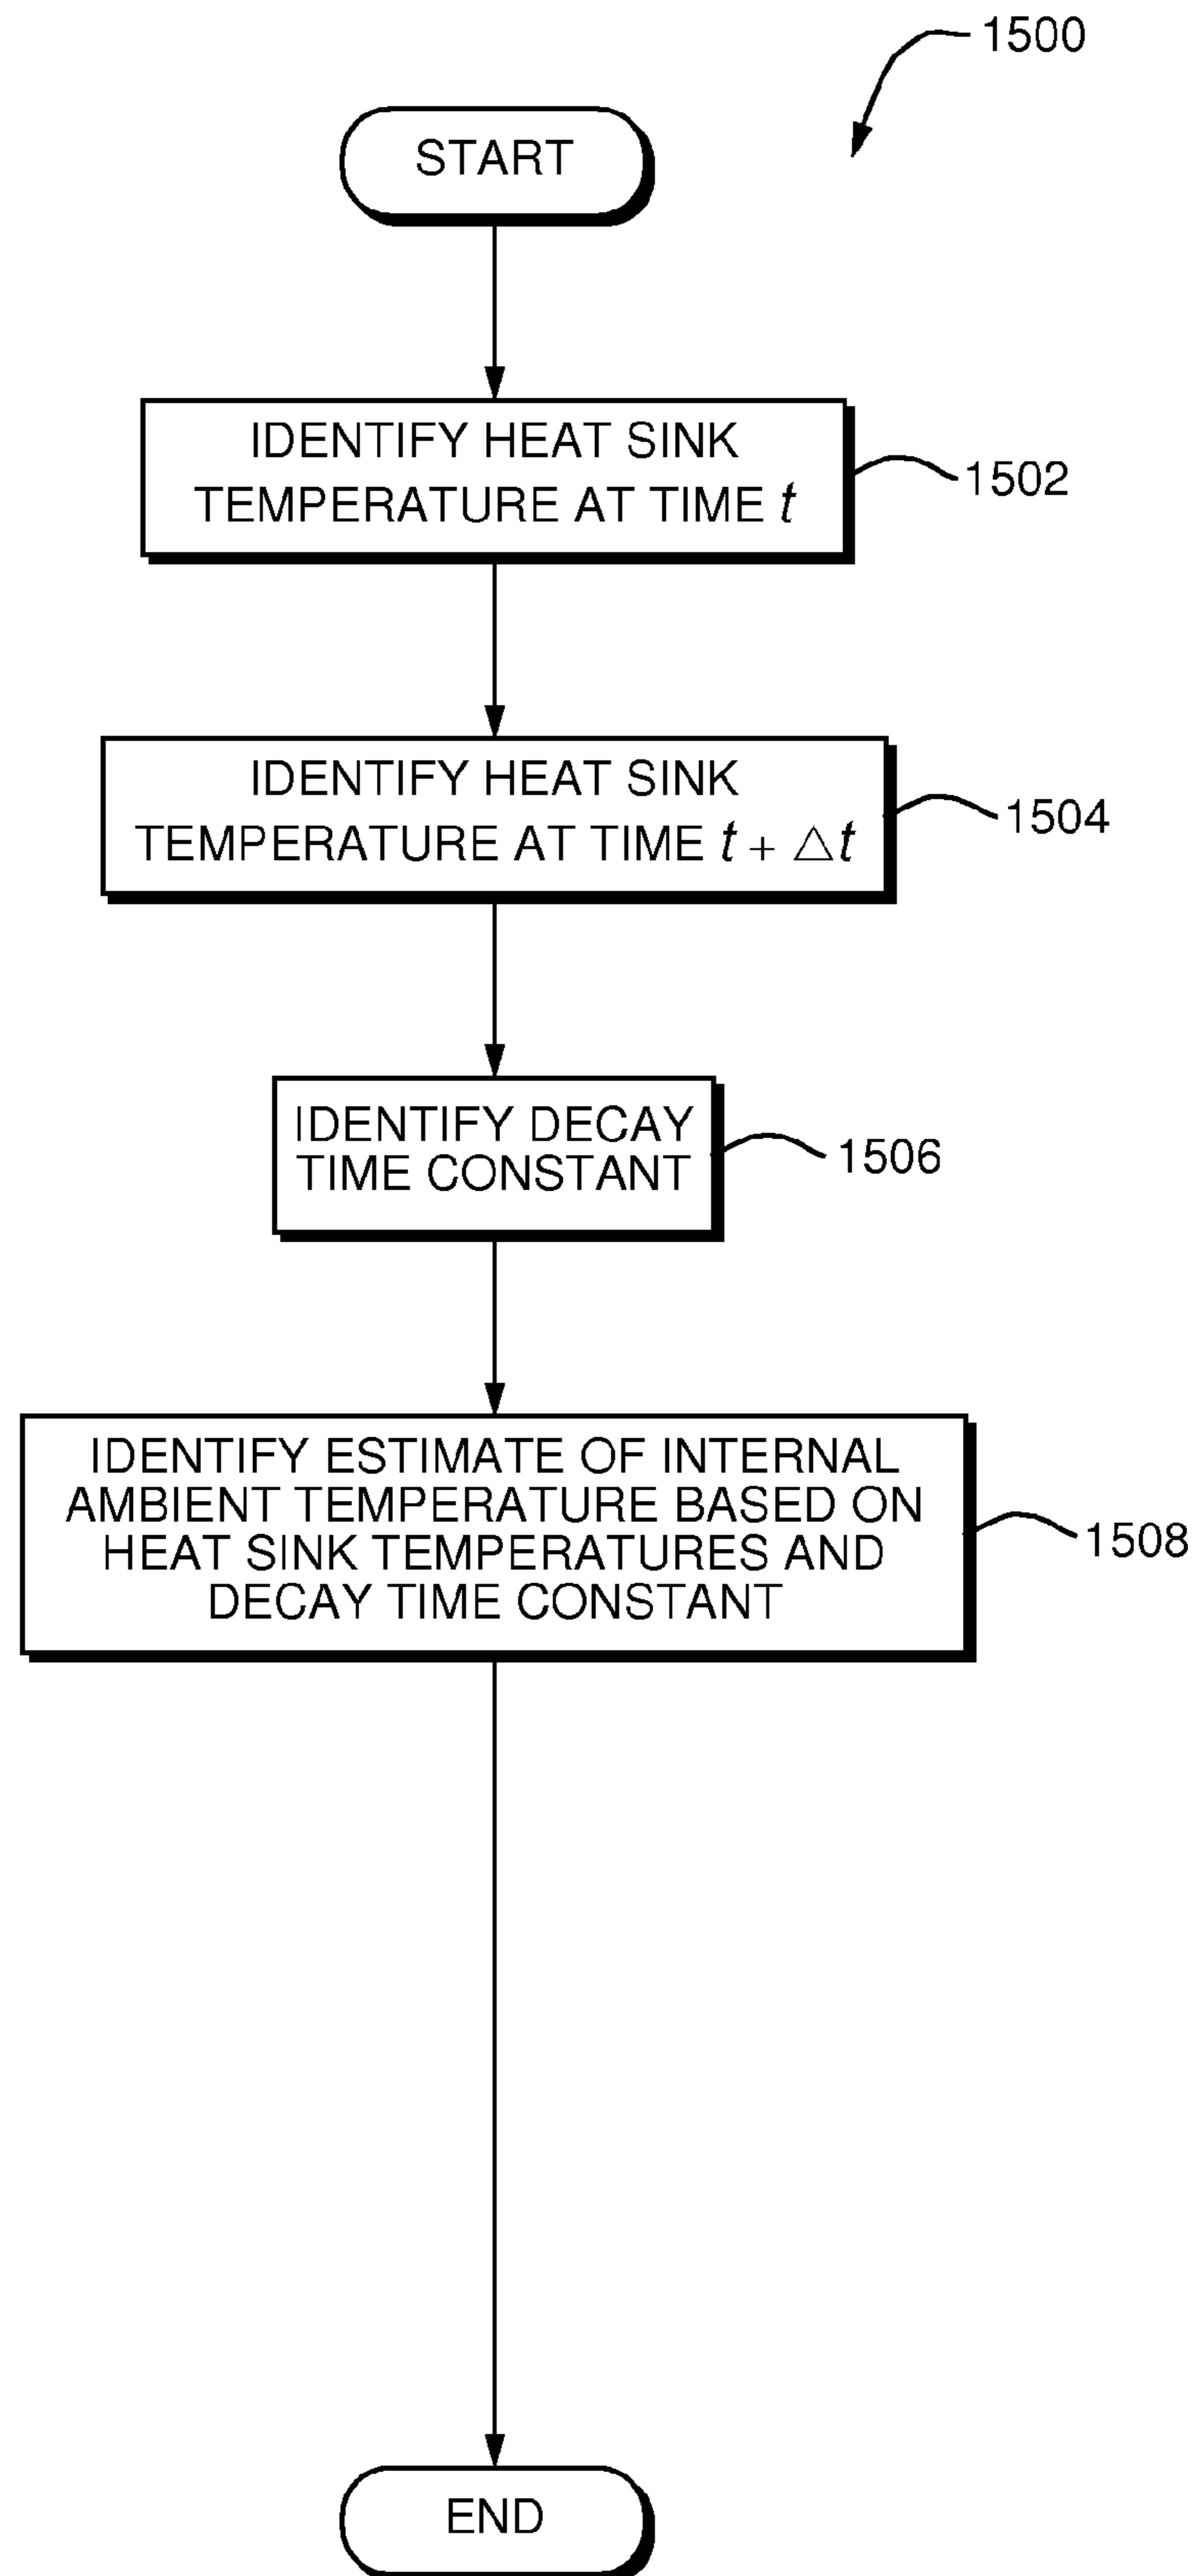 1500
START
IDENTIFY HEAT SINK
TEMPERATURE AT TIME t
1502
IDENTIFY HEAT SINK
TEMPERATURE AT TIME t + △t
1504
IDENTIFY DECAY
TIME CONSTANT
1506
IDENTIFY ESTIMATE OF INTERNAL
AMBIENT TEMPERATURE BASED ON
HEAT SINK TEMPERATURES AND
DECAY TIME CONSTANT
1508
END